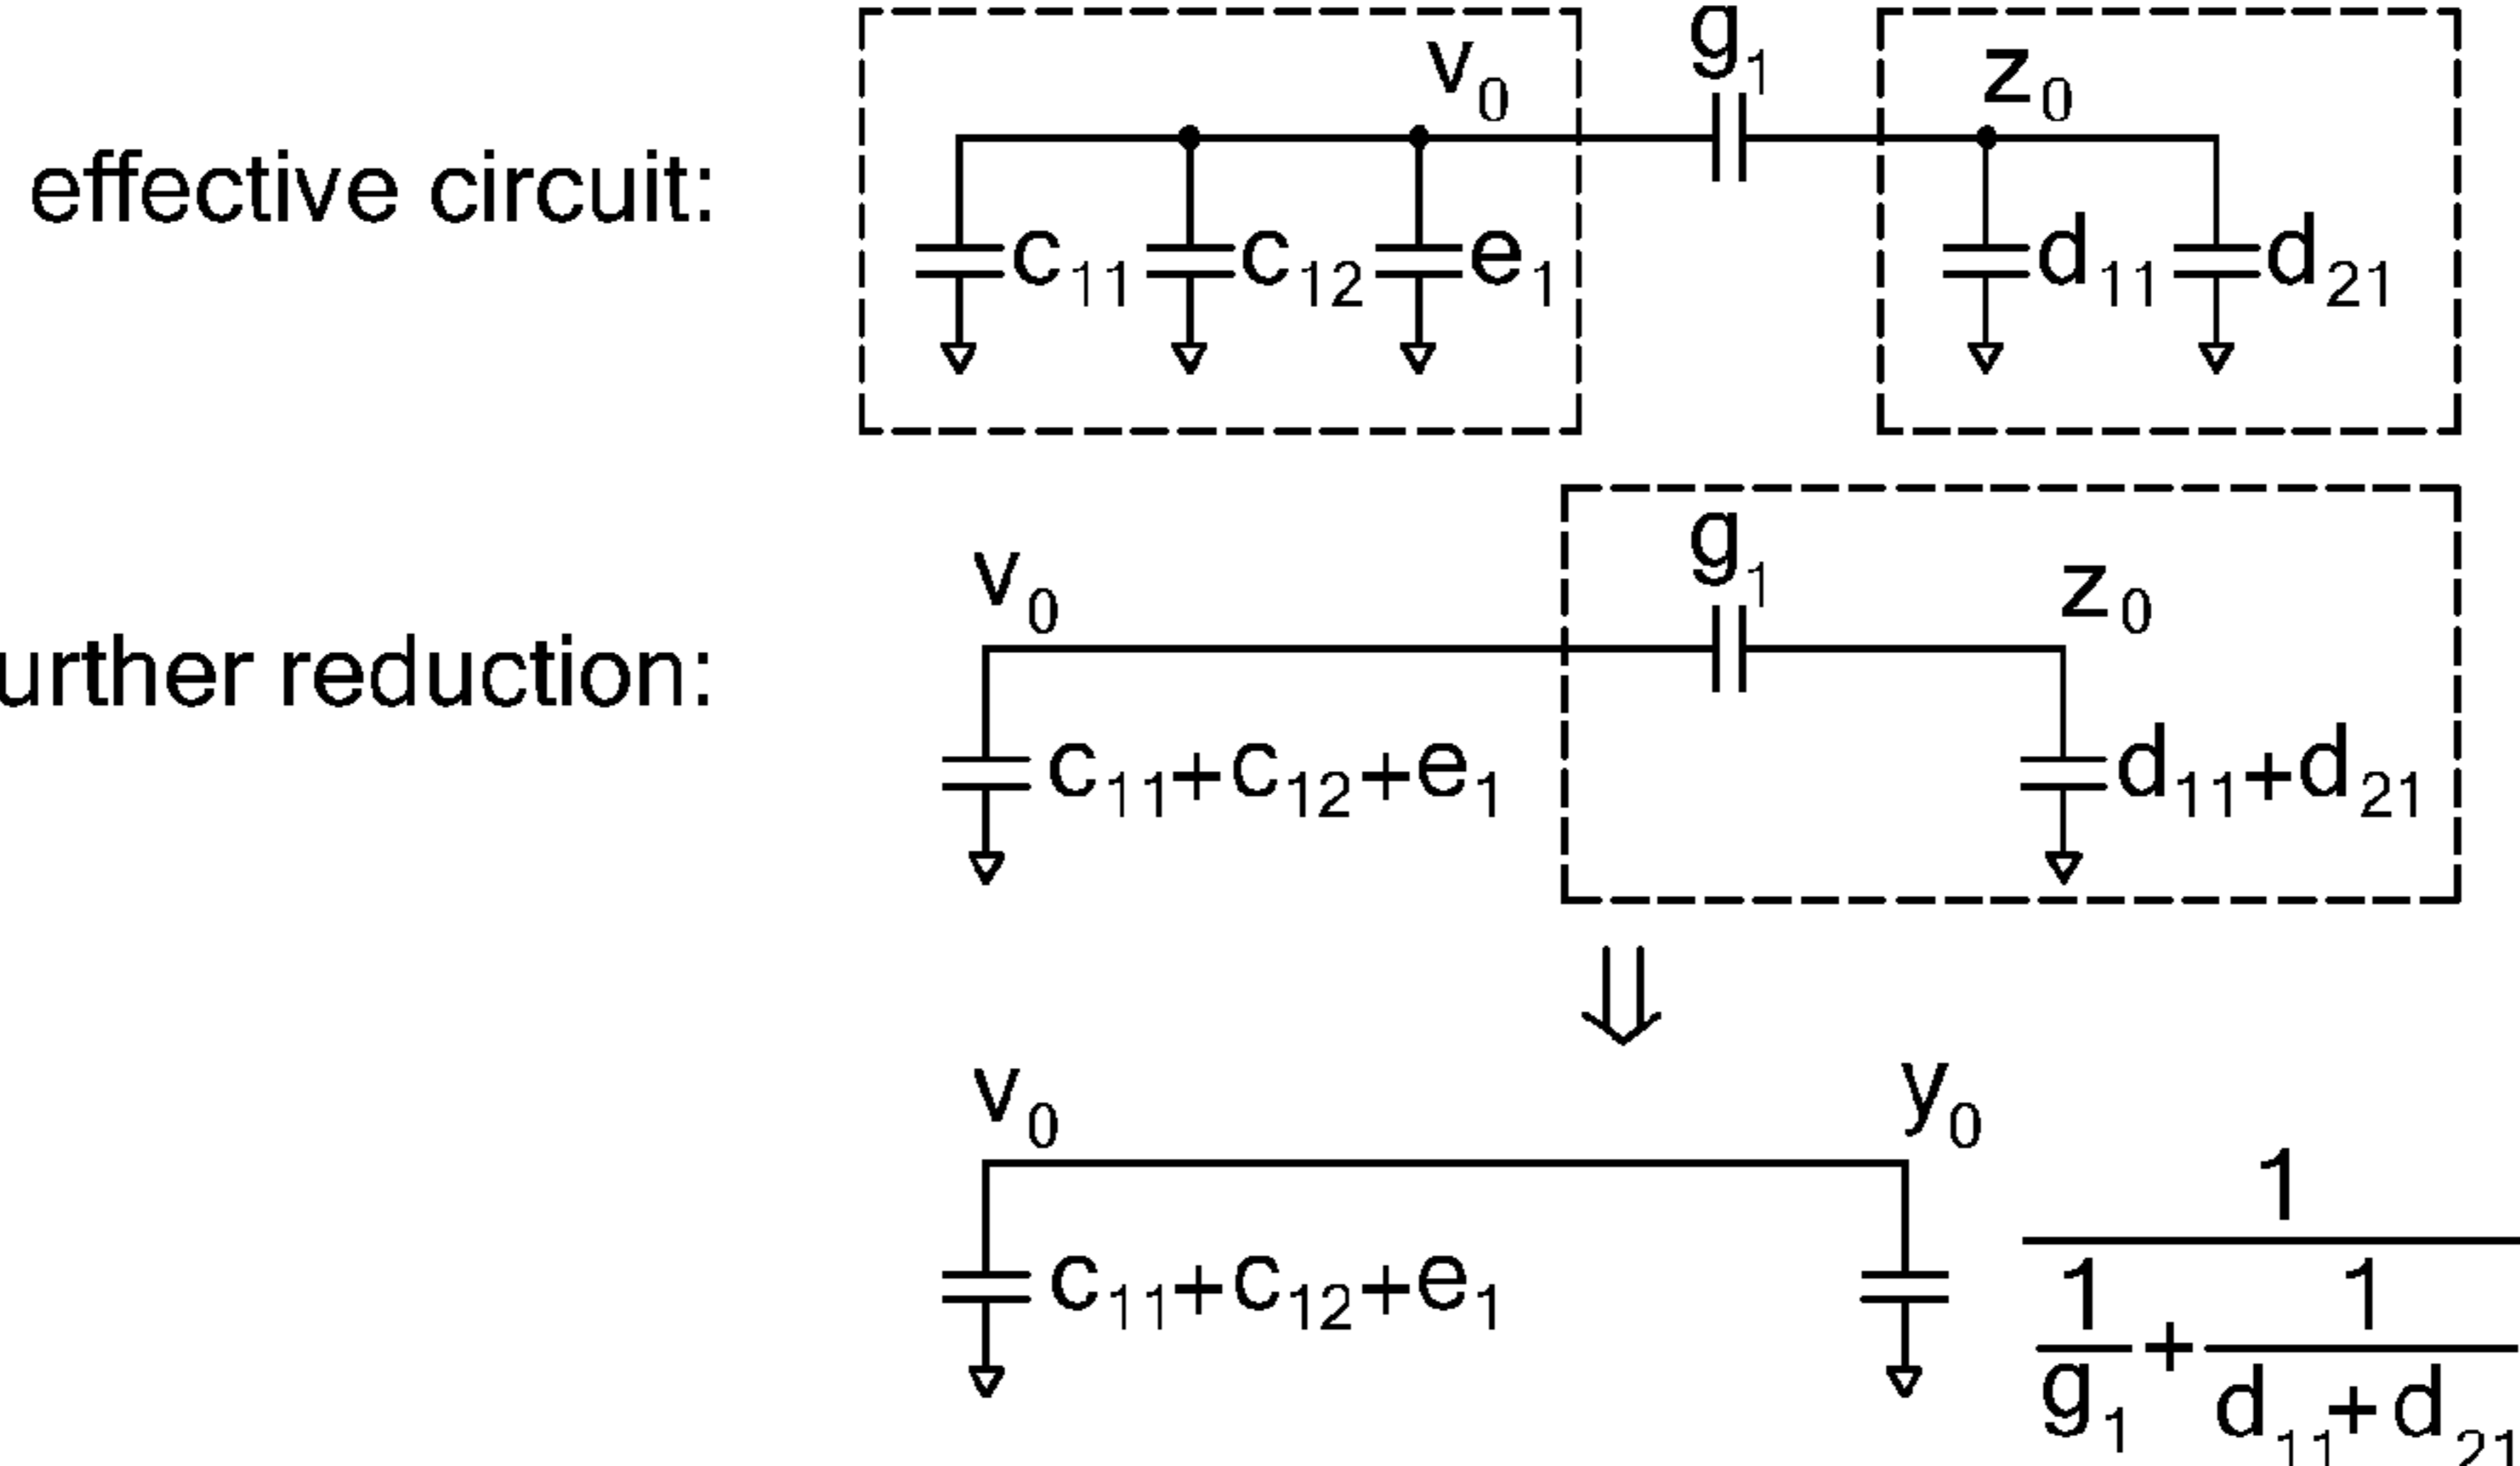 v₀ g₁ z₀
effective circuit:
c₁₁ c₁₂ e₁ d₁₁ d₂₁
g₁
v₀ z₀
urther reduction:
c₁₁+c₁₂+e₁ d₁₁+d₂₁
⇓
v₀ y₀
1
c₁₁+c₁₂+e₁ 1 + 1
g₁ d₁₁+d₂₁